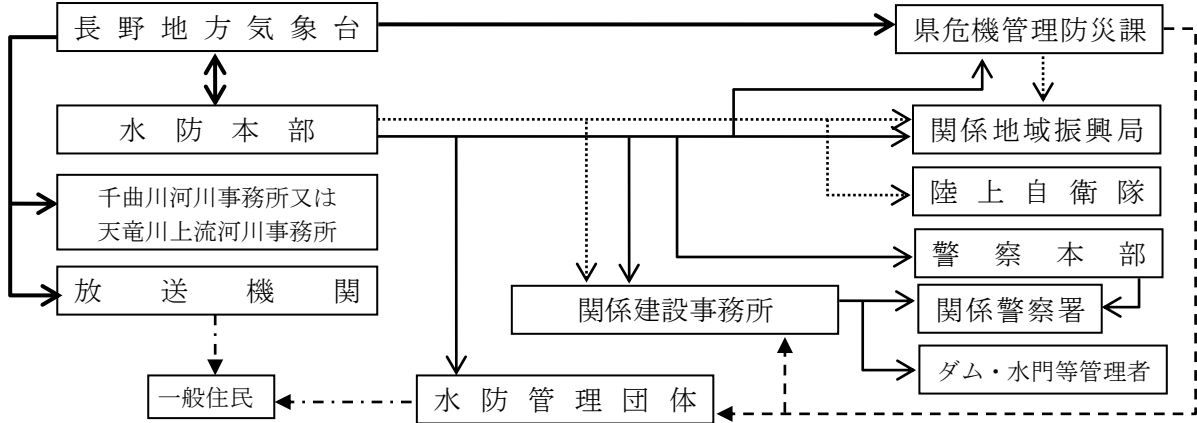 長野地方気象台
県危機管理防災課
水防本部
関係地域振興局
千曲川河川事務所又は
天竜川上流河川事務所
陸上自衛隊
警察本部
放送機関
関係建設事務所
関係警察署
ダム・水門等管理者
一般住民
水防管理団体